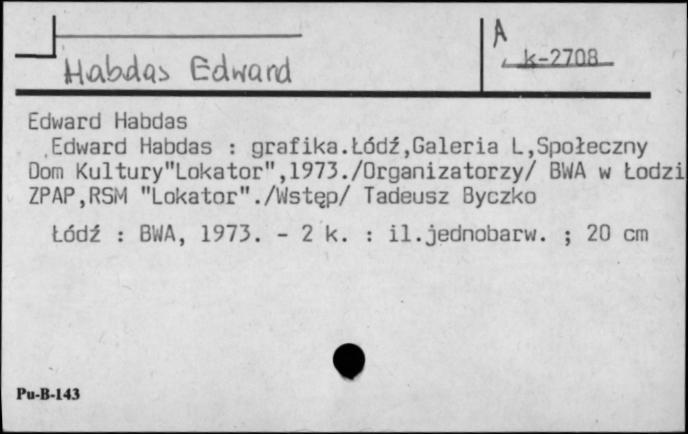 A
k-2708
Habdas Edward
Edward Habdas
Edward Habdas : grafika.Łódź,Galeria L,Społeczny
Dom Kultury"Lokator",1973./Organizatorzy/ BWA w Łodzi
ZPAP,RSM "Lokator"./Wstęp/ Tadeusz Byczko
Łódź : BWA, 1973. - 2 k. : il.jednobarw. ; 20 cm
Pu-B-143